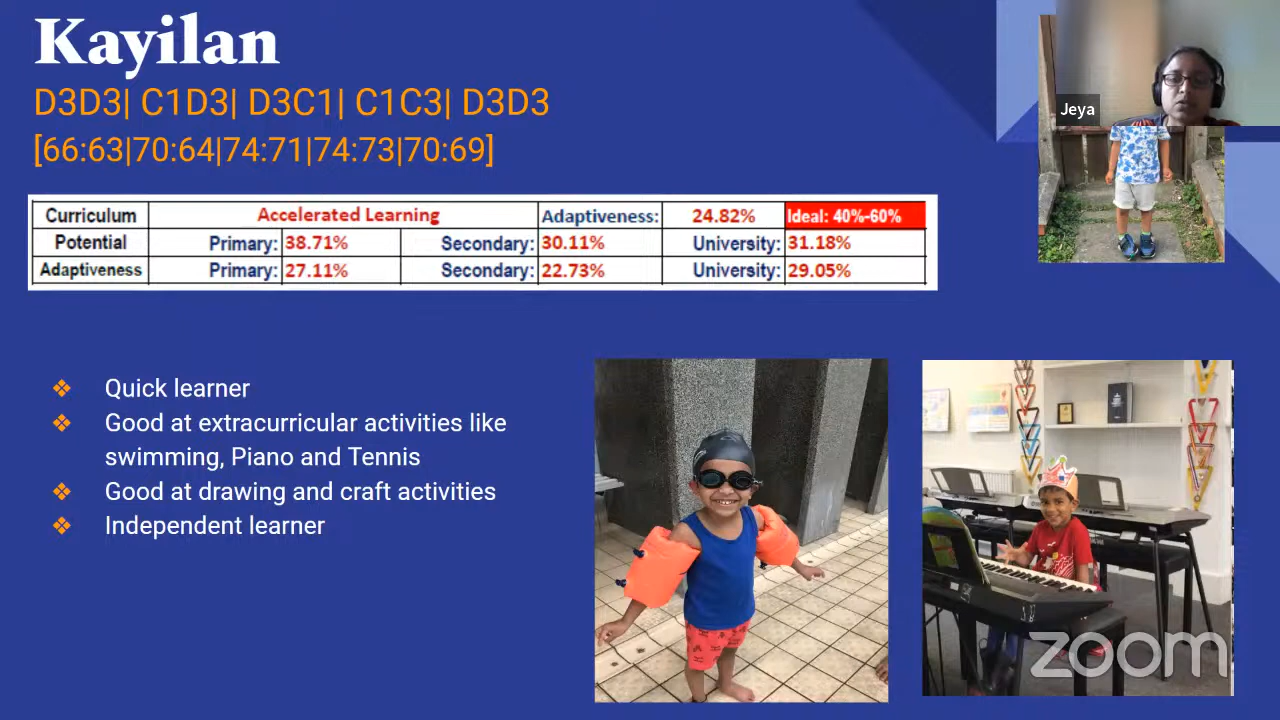 Kayilan
D3D3| C1D3| D3C1| C1C3| D3D3
[66:63|70:64|74:71|74:73|70:69]
Jeya
Curriculum Accelerated Learning Adaptiveness: 24.82% Ideal: 40%-60%
Potential Primary: 38.71% Secondary: 30.11% University: 31.18%
Adaptiveness Primary: 27.11% Secondary: 22.73% University: 29.05%
❖ Quick learner
❖ Good at extracurricular activities like
swimming, Piano and Tennis
❖ Good at drawing and craft activities
❖ Independent learner
zoom